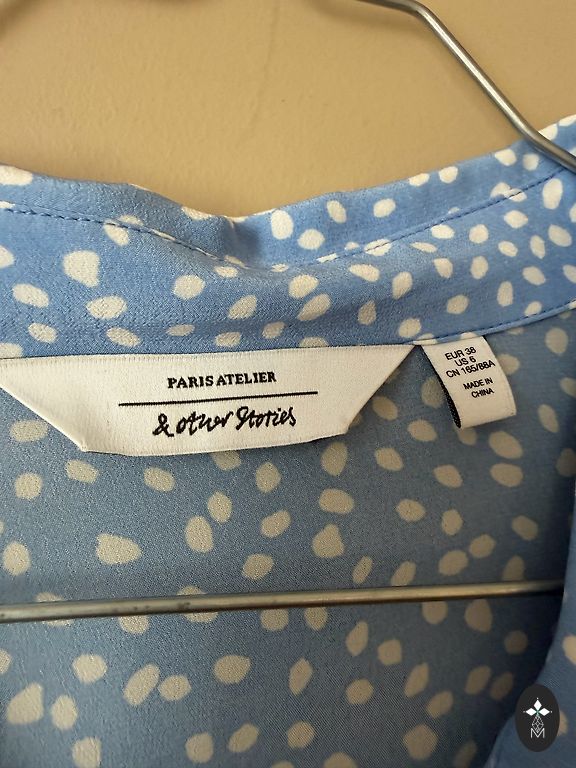 PARIS ATELIER
& other Stories
EUR 38
US 6
CN 165/88A
MADE IN
CHINA